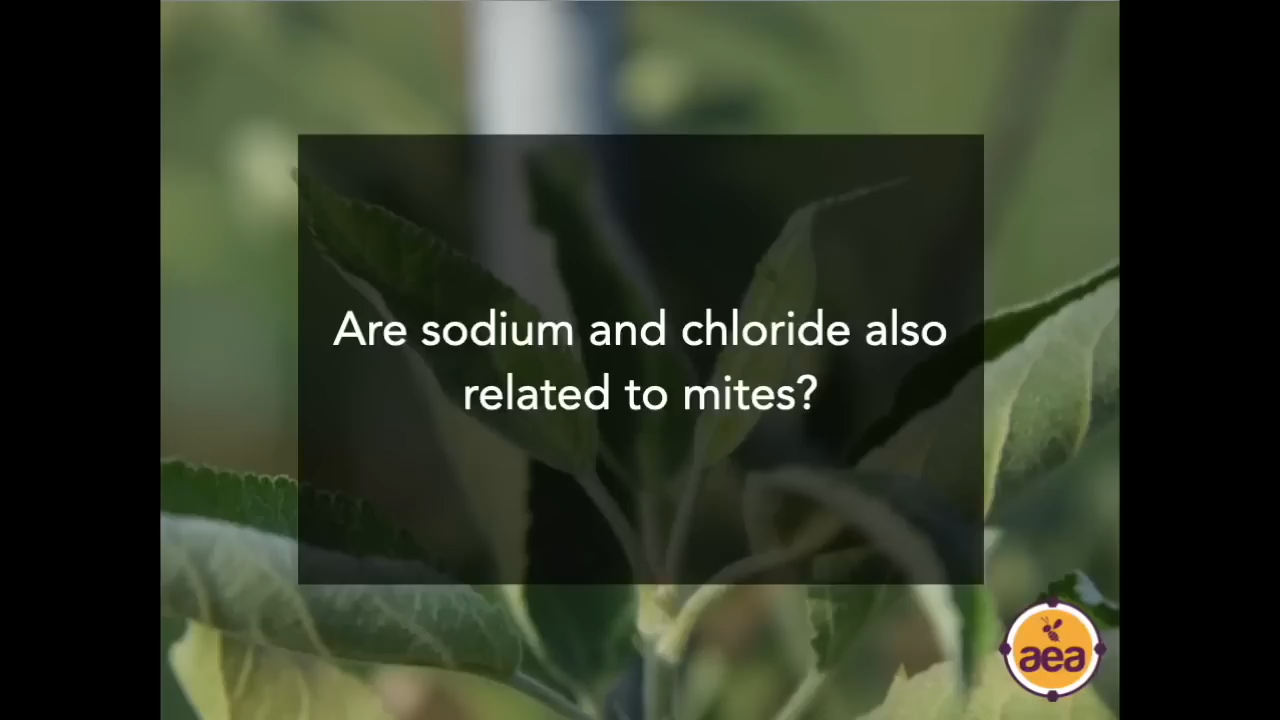 Are sodium and chloride also
related to mites?
aea